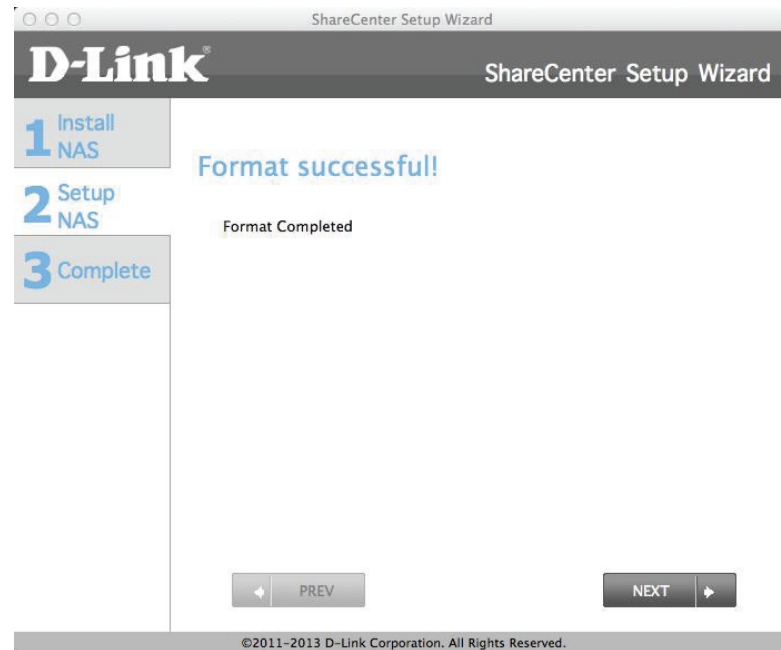 ShareCenter Setup Wizard
D-Link®
ShareCenter Setup Wizard
1 Install
NAS
2 Setup
NAS
3 Complete
Format successful!
Format Completed
PREV
NEXT
©2011-2013 D-Link Corporation. All Rights Reserved.